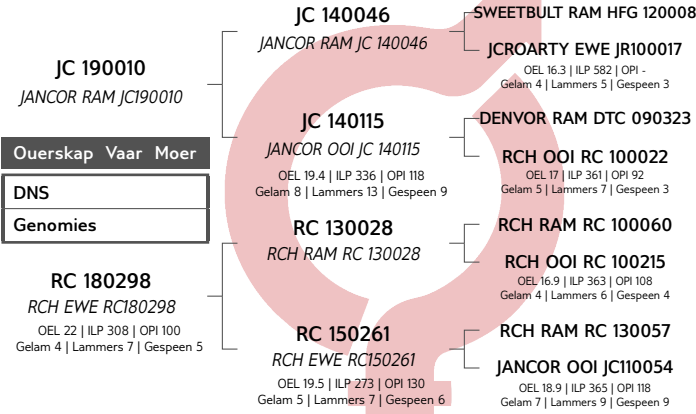 JC 190010
JANCOR RAM JC190010
Ouerskap Vaar Moer
DNS
Genomies
RC 180298
RCH EWE RC180298
OEL 22 | ILP 308 | OPI 100
Gelam 4 | Lammers 7 | Gespeen 5
JC 140046
JANCOR RAM JC 140046
JC 140115
JANCOR OOI JC 140115
OEL 19.4 | ILP 336 | OPI 118
Gelam 8 | Lammers 13 | Gespeen 9
RC 130028
RCH RAM RC 130028
RC 150261
RCH EWE RC150261
OEL 19.5 | ILP 273 | OPI 130
Gelam 5 | Lammers 7 | Gespeen 6
SWEETBULT RAM HFG 120008
JCROARTY EWE JR100017
OEL 16.3 | ILP 582 | OPI -
Gelam 4 | Lammers 5 | Gespeen 3
DENVOR RAM DTC 090323
RCH OOI RC 100022
OEL 17 | ILP 361 | OPI 92
Gelam 5 | Lammers 7 | Gespeen 3
RCH RAM RC 100060
RCH OOI RC 100215
OEL 16.9 | ILP 363 | OPI 108
Gelam 4 | Lammers 6 | Gespeen 4
RCH RAM RC 130057
JANCOR OOI JC110054
OEL 18.9 | ILP 365 | OPI 118
Gelam 7 | Lammers 9 | Gespeen 9